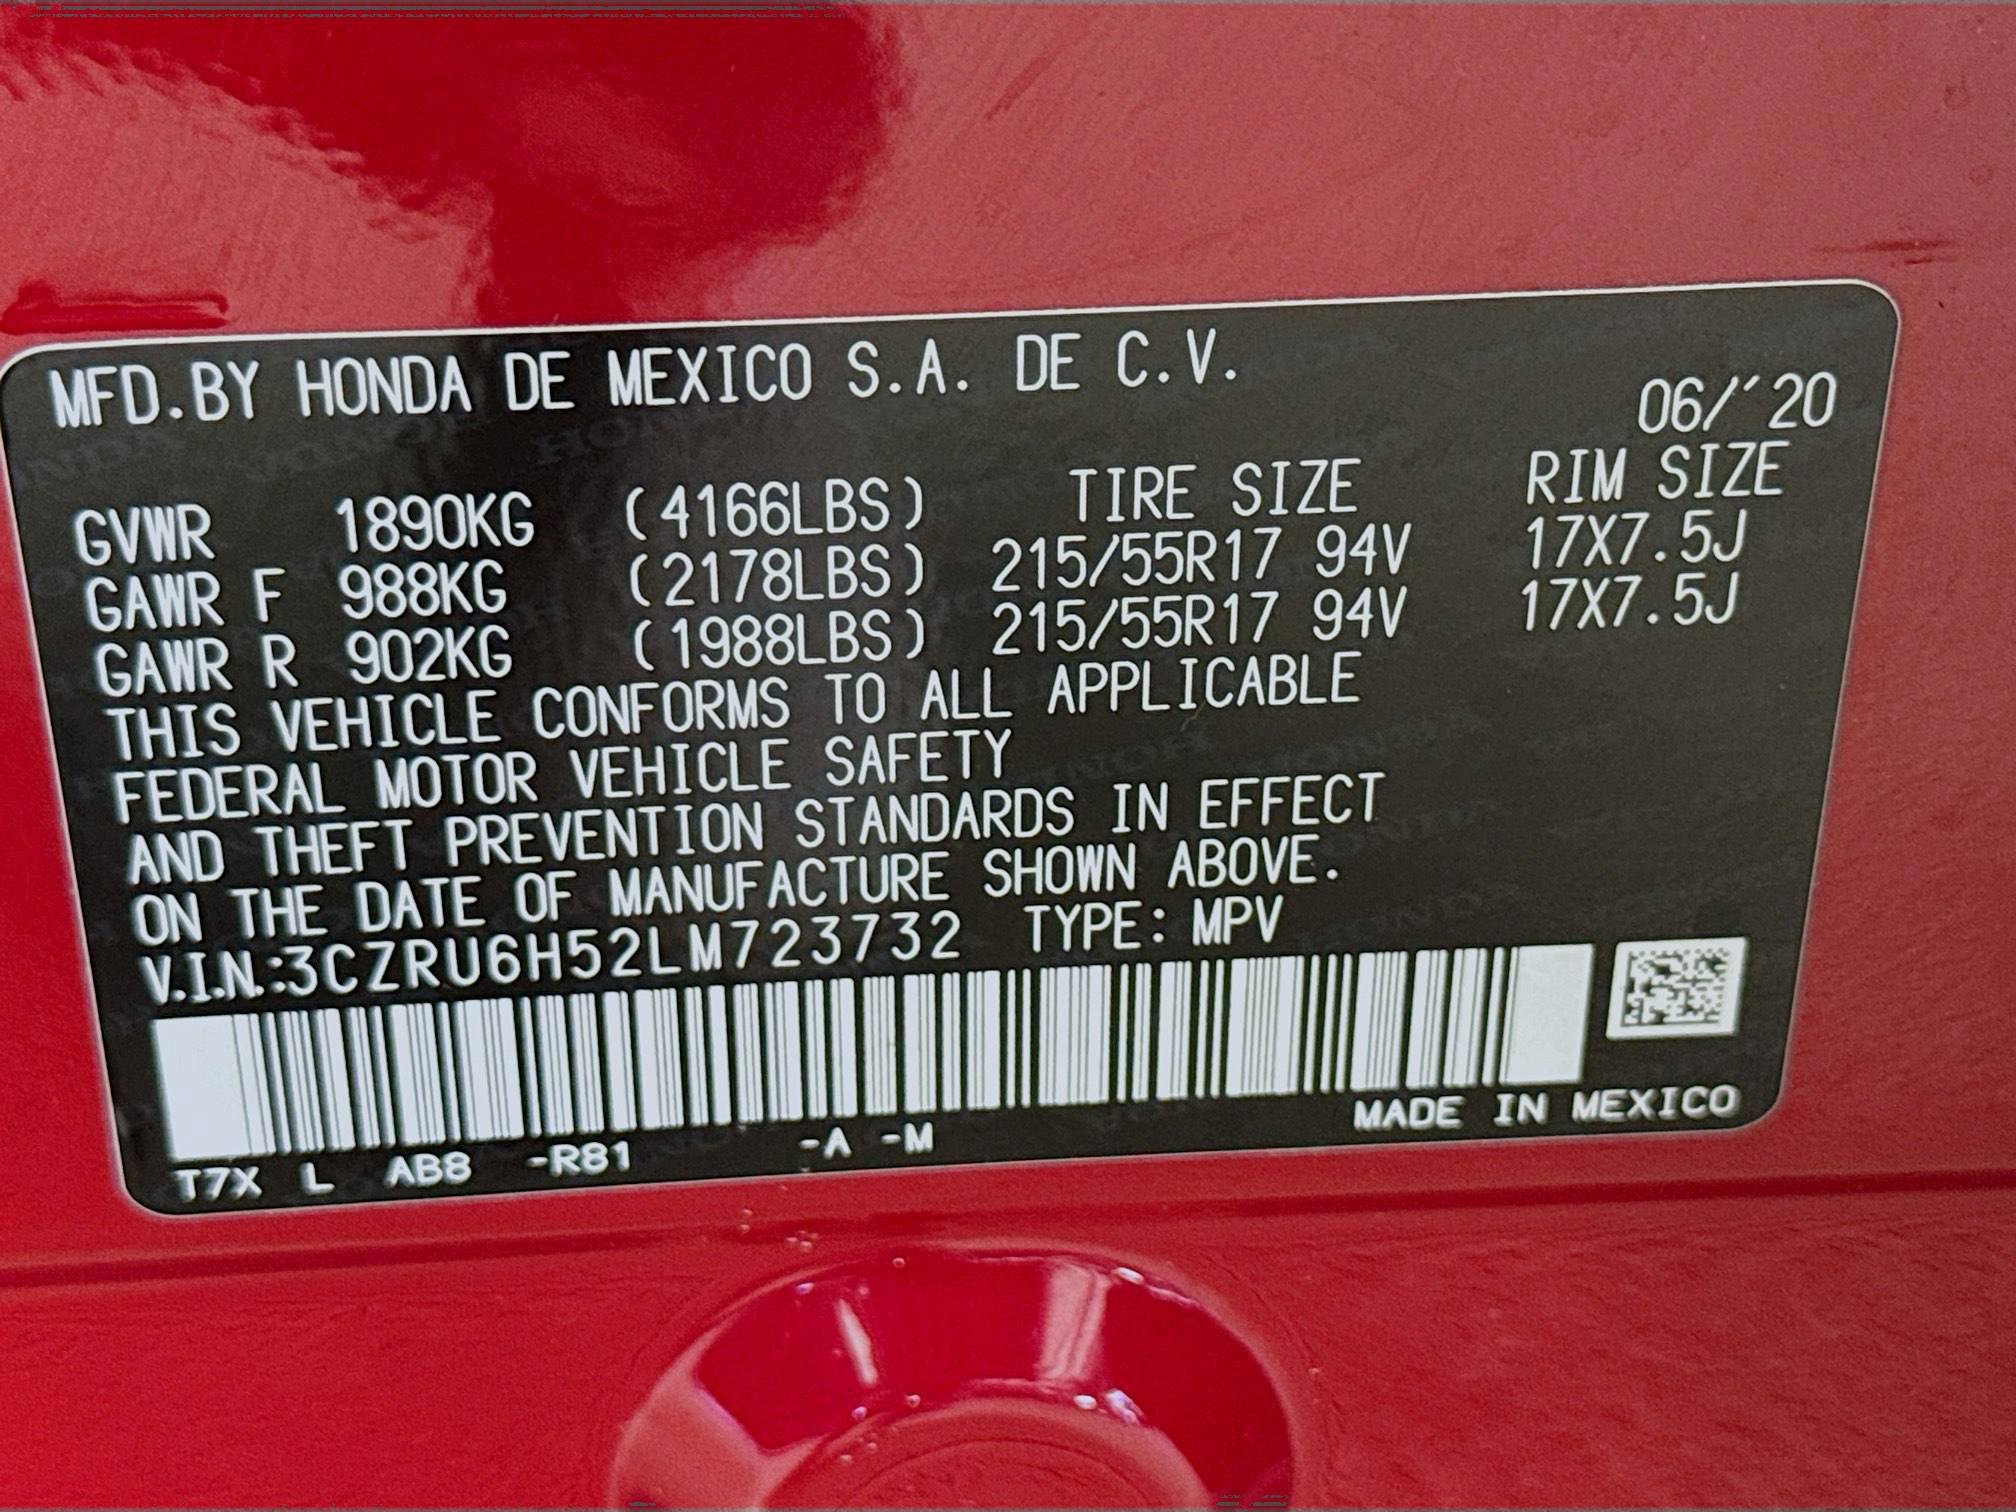 MFD.BY HONDA DE MEXICO S.A. DE C.V.
06/'20
GVWR 1890KG (4166LBS) TIRE SIZE RIM SIZE
GAWR F 988KG (2178LBS) 215/55R17 94V 17X7.5J
GAWR R 902KG (1988LBS) 215/55R17 94V 17X7.5J
THIS VEHICLE CONFORMS TO ALL APPLICABLE
FEDERAL MOTOR VEHICLE SAFETY
AND THEFT PREVENTION STANDARDS IN EFFECT
ON THE DATE OF MANUFACTURE SHOWN ABOVE.
V.I.N.:3CZRU6H52LM723732 TYPE: MPV
T7X L AB8 -R81 -A -M MADE IN MEXICO